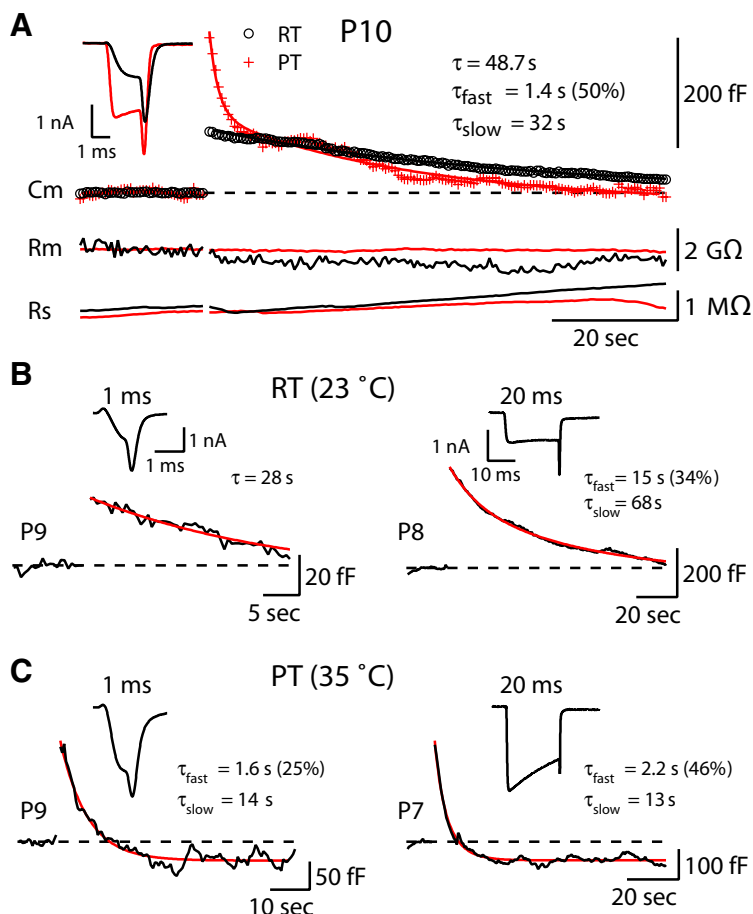 A
RT
PT
P10
τ = 48.7s
τfast = 1.4 s (50%)
τslow = 32 s
200 fF
1 nA
1 ms
Cm
Rm
2 GΩ
Rs
1 MΩ
20 sec
B
RT (23 °C)
1 ms
1 nA
1 ms
τ = 28 s
P9
20 fF
5 sec
20 ms
1 nA
10 ms
τfast = 15 s (34%)
τslow = 68 s
P8
200 fF
20 sec
C
PT (35 °C)
1 ms
τfast = 1.6 s (25%)
τslow = 14 s
P9
50 fF
10 sec
20 ms
τfast = 2.2 s (46%)
τslow = 13 s
P7
100 fF
20 sec